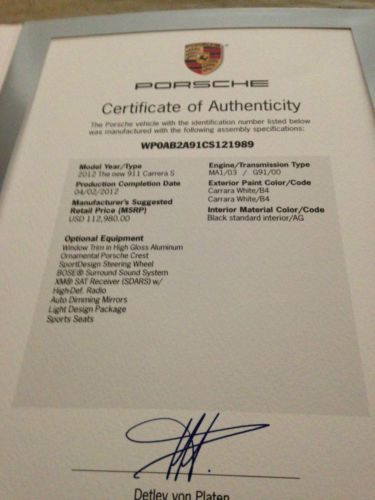 PORSCHE
Certificate of Authenticity
The Porsche vehicle with the identification number listed below
was manufactured with the following assembly specifications:
WP0AB2A91CS121989
Model Year/Type
2012 The new 911 Carrera S
Production Completion Date
04/02/2012
Manufacturer's Suggested
Retail Price (MSRP)
USD 112,980.00
Engine/Transmission Type
MA1/03 / G91/00
Exterior Paint Color/Code
Carrara White/B4
Carrara White/B4
Interior Material Color/Code
Black standard interior/AG
Optional Equipment
Window Trim in High Gloss Aluminum
Ornamental Porsche Crest
SportDesign Steering Wheel
BOSE® Surround Sound System
XM® SAT Receiver (SDARS) w/
High-Def. Radio
Auto Dimming Mirrors
Light Design Package
Sports Seats
Detlev von Platen